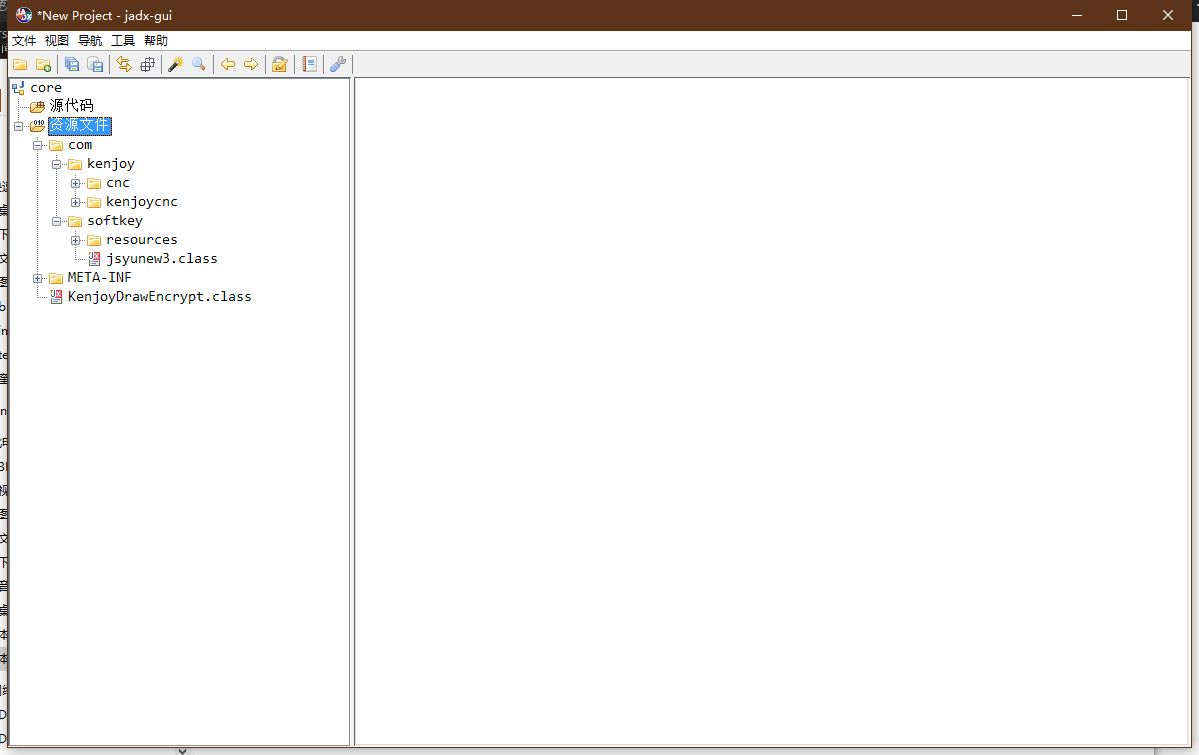 *New Project - jadx-gui
文件 视图 导航 工具 帮助
core
源代码
资源文件
com
kenjoy
cnc
kenjoycnc
softkey
resources
jsyunew3.class
META-INF
KenjoyDrawEncrypt.class